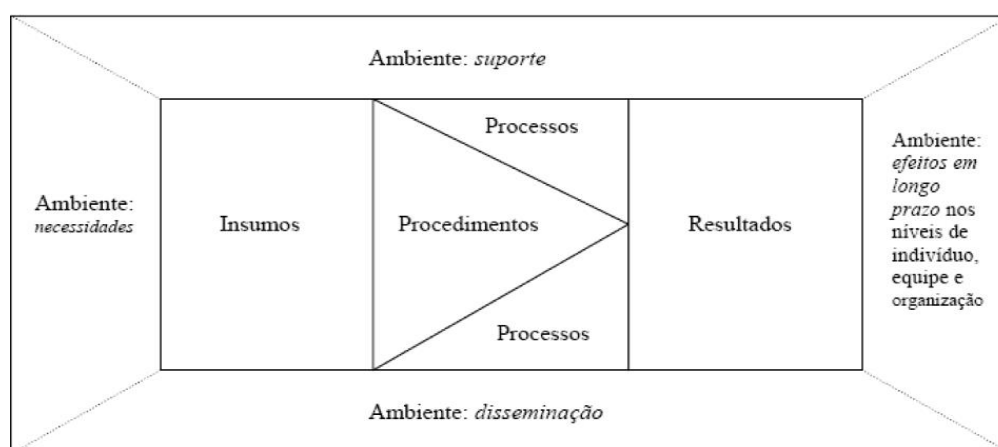 Ambiente: suporte
Processos
Ambiente:
necessidades
Insumos
Procedimentos
Resultados
Ambiente:
efeitos em
longo
prazo nos
níveis de
indivíduo,
equipe e
organização
Processos
Ambiente: disseminação